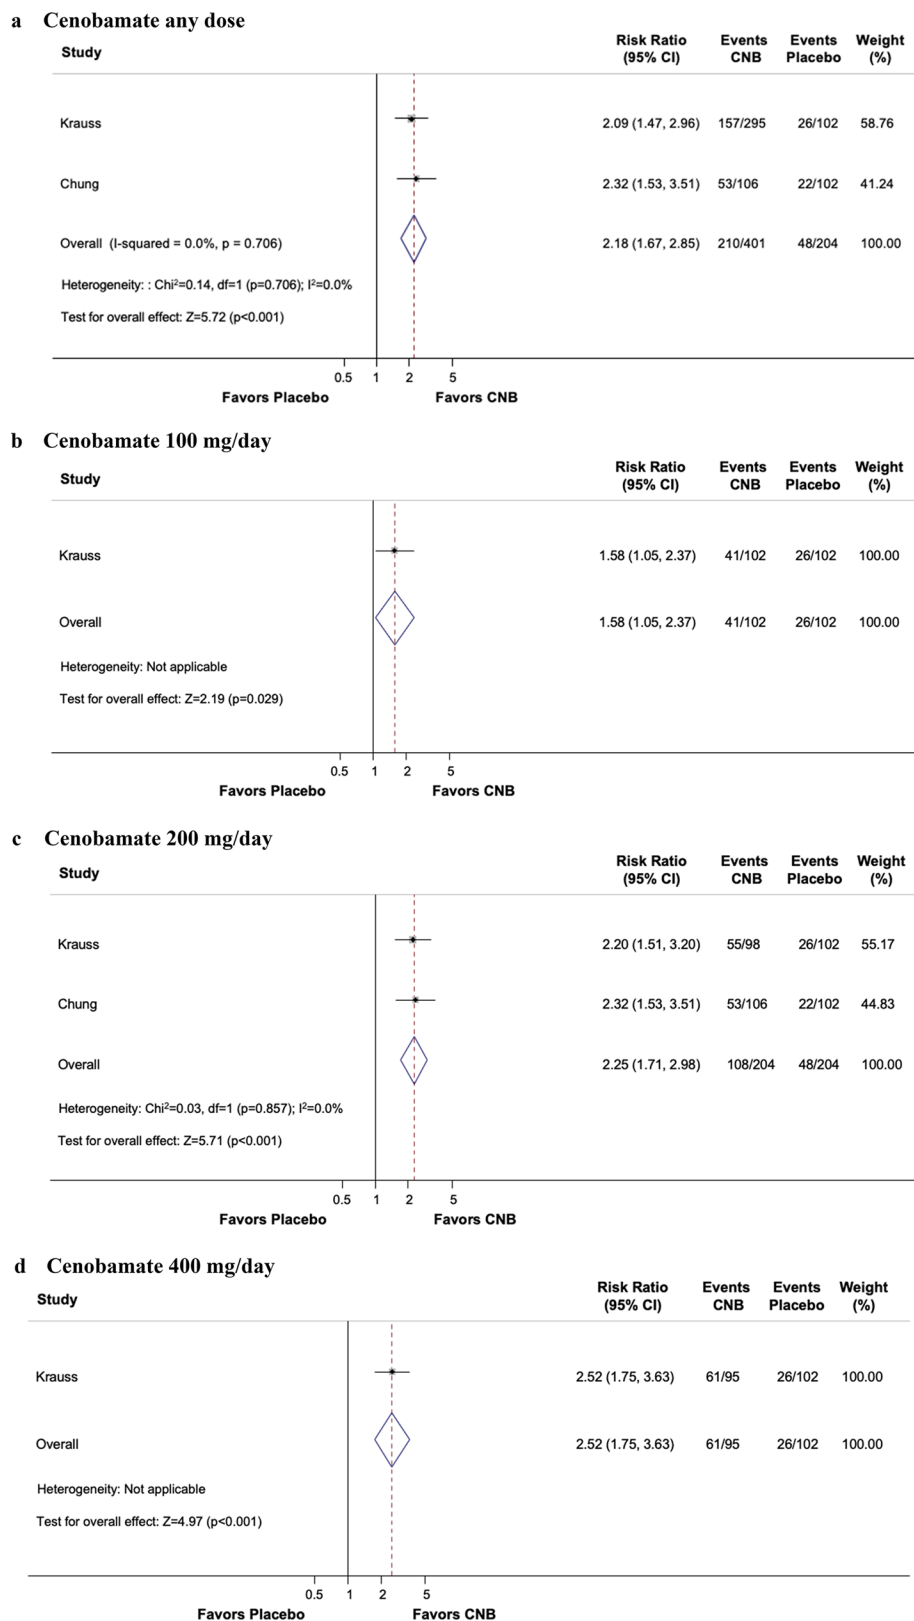 a Cenobamate any dose
Study Risk Ratio (95% CI) Events CNB Events Placebo Weight (%)
Krauss 2.09 (1.47, 2.96) 157/295 26/102 58.76
Chung 2.32 (1.53, 3.51) 53/106 22/102 41.24
Overall (I-squared = 0.0%, p = 0.706) 2.18 (1.67, 2.85) 210/401 48/204 100.00
Heterogeneity: : Chi²=0.14, df=1 (p=0.706); I²=0.0%
Test for overall effect: Z=5.72 (p<0.001)
0.5 1 2 5
Favors Placebo Favors CNB
b Cenobamate 100 mg/day
Study Risk Ratio (95% CI) Events CNB Events Placebo Weight (%)
Krauss 1.58 (1.05, 2.37) 41/102 26/102 100.00
Overall 1.58 (1.05, 2.37) 41/102 26/102 100.00
Heterogeneity: Not applicable
Test for overall effect: Z=2.19 (p=0.029)
0.5 1 2 5
Favors Placebo Favors CNB
c Cenobamate 200 mg/day
Study Risk Ratio (95% CI) Events CNB Events Placebo Weight (%)
Krauss 2.20 (1.51, 3.20) 55/98 26/102 55.17
Chung 2.32 (1.53, 3.51) 53/106 22/102 44.83
Overall 2.25 (1.71, 2.98) 108/204 48/204 100.00
Heterogeneity: Chi²=0.03, df=1 (p=0.857); I²=0.0%
Test for overall effect: Z=5.71 (p<0.001)
0.5 1 2 5
Favors Placebo Favors CNB
d Cenobamate 400 mg/day
Study Risk Ratio (95% CI) Events CNB Events Placebo Weight (%)
Krauss 2.52 (1.75, 3.63) 61/95 26/102 100.00
Overall 2.52 (1.75, 3.63) 61/95 26/102 100.00
Heterogeneity: Not applicable
Test for overall effect: Z=4.97 (p<0.001)
0.5 1 2 5
Favors Placebo Favors CNB